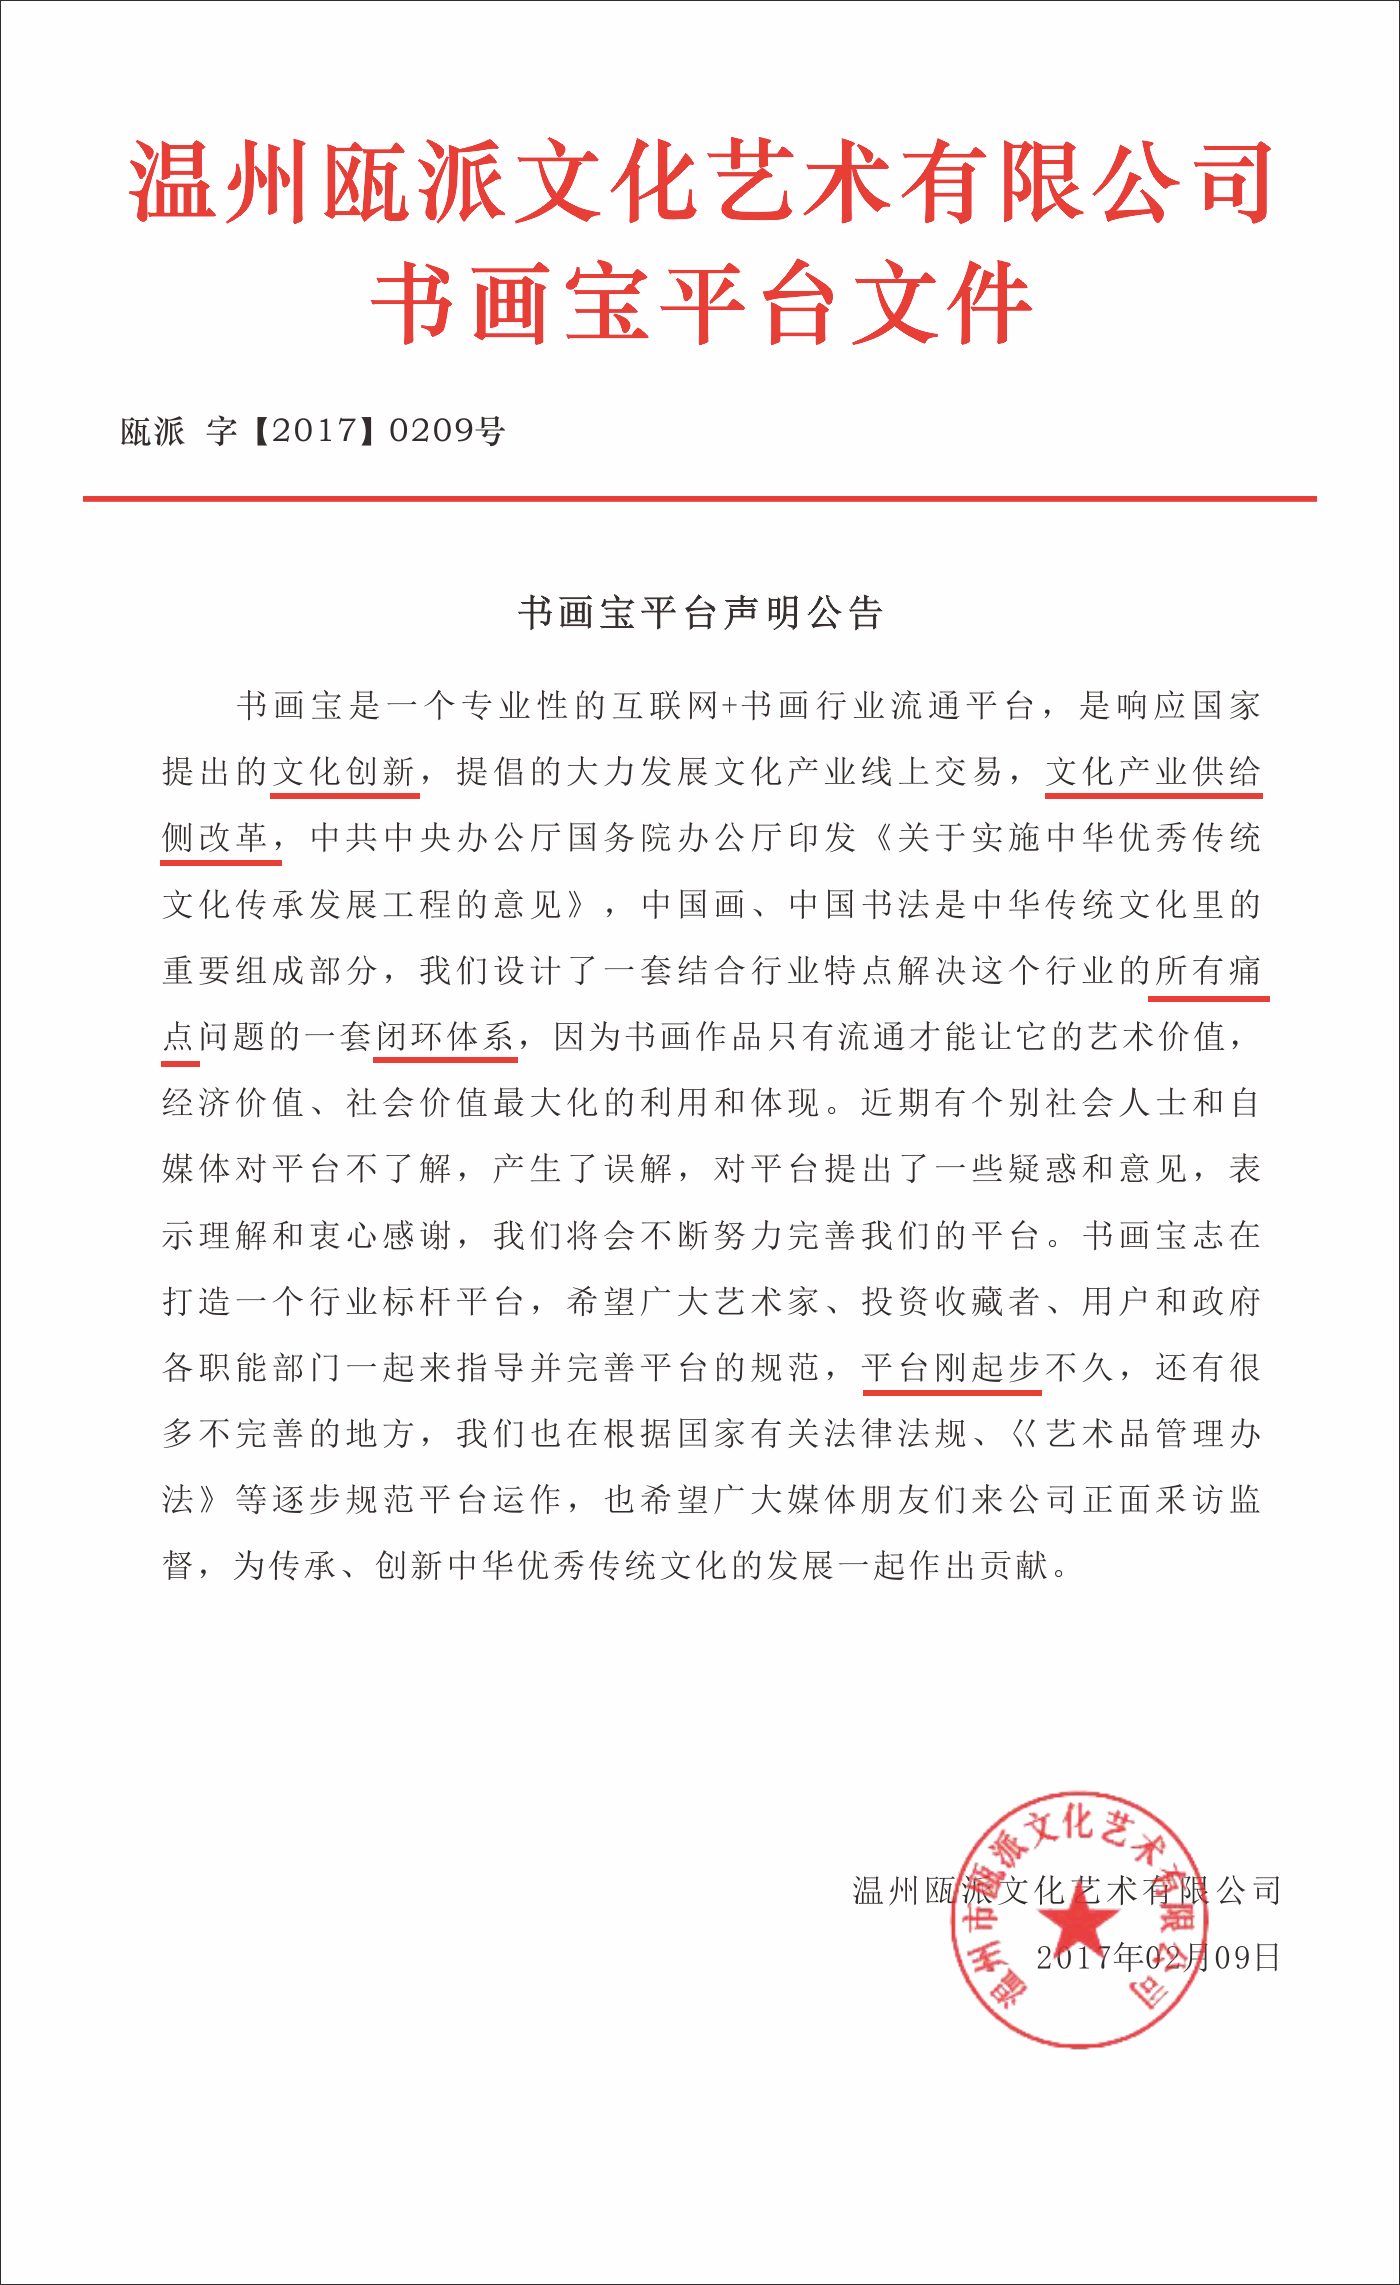 温州瓯派文化艺术有限公司
书画宝平台文件
瓯派 字【2017】0209号
书画宝平台声明公告
书画宝是一个专业性的互联网+书画行业流通平台，是响应国家
提出的文化创新，提倡的大力发展文化产业线上交易，文化产业供给
侧改革，中共中央办公厅国务院办公厅印发《关于实施中华优秀传统
文化传承发展工程的意见》，中国画、中国书法是中华传统文化里的
重要组成部分，我们设计了一套结合行业特点解决这个行业的所有痛
点问题的一套闭环体系，因为书画作品只有流通才能让它的艺术价值，
经济价值、社会价值最大化的利用和体现。近期有个别社会人士和自
媒体对平台不了解，产生了误解，对平台提出了一些疑惑和意见，表
示理解和衷心感谢，我们将会不断努力完善我们的平台。书画宝志在
打造一个行业标杆平台，希望广大艺术家、投资收藏者、用户和政府
各职能部门一起来指导并完善平台的规范，平台刚起步不久，还有很
多不完善的地方，我们也在根据国家有关法律法规、巜艺术品管理办
法》等逐步规范平台运作，也希望广大媒体朋友们来公司正面采访监
督，为传承、创新中华优秀传统文化的发展一起作出贡献。
温州瓯派文化艺术有限公司
2017年02月09日
温州市瓯派文化艺术有限公司